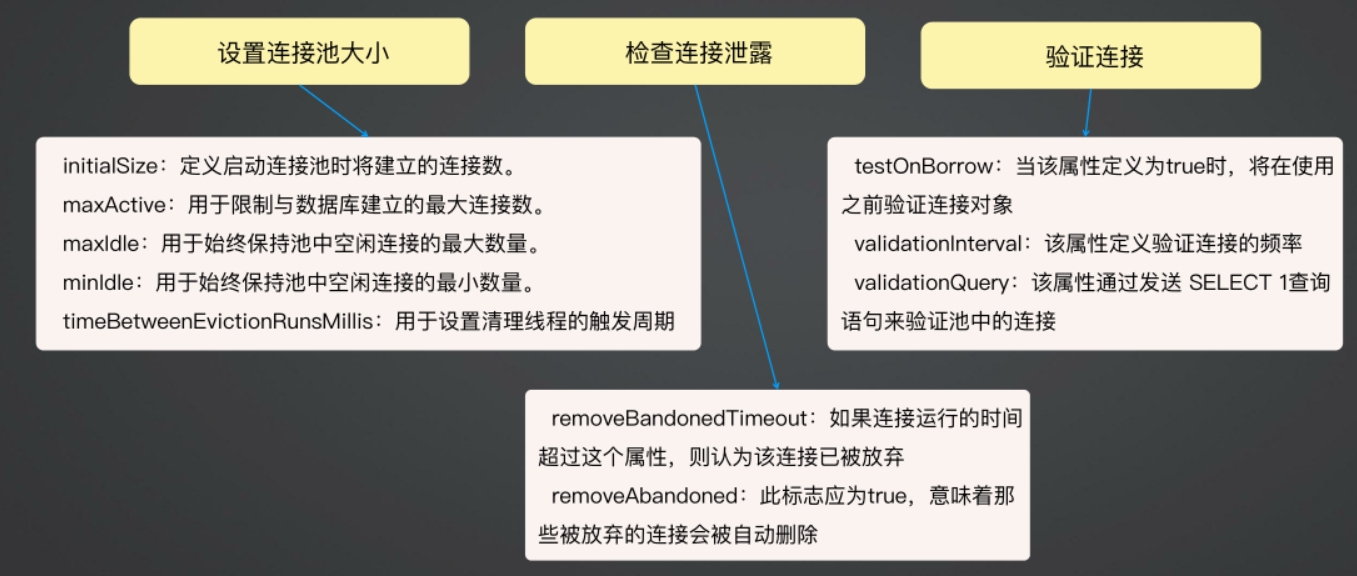 设置连接池大小
检查连接泄露
验证连接
initialSize：定义启动连接池时将建立的连接数。
maxActive：用于限制与数据库建立的最大连接数。
maxIdle：用于始终保持池中空闲连接的最大数量。
minIdle：用于始终保持池中空闲连接的最小数量。
timeBetweenEvictionRunsMillis：用于设置清理线程的触发周期
testOnBorrow：当该属性定义为true时，将在使用
之前验证连接对象
validationInterval：该属性定义验证连接的频率
validationQuery：该属性通过发送 SELECT 1查询
语句来验证池中的连接
removeBandonedTimeout：如果连接运行的时间
超过这个属性，则认为该连接已被放弃
removeAbandoned：此标志应为true，意味着那
些被放弃的连接会被自动删除